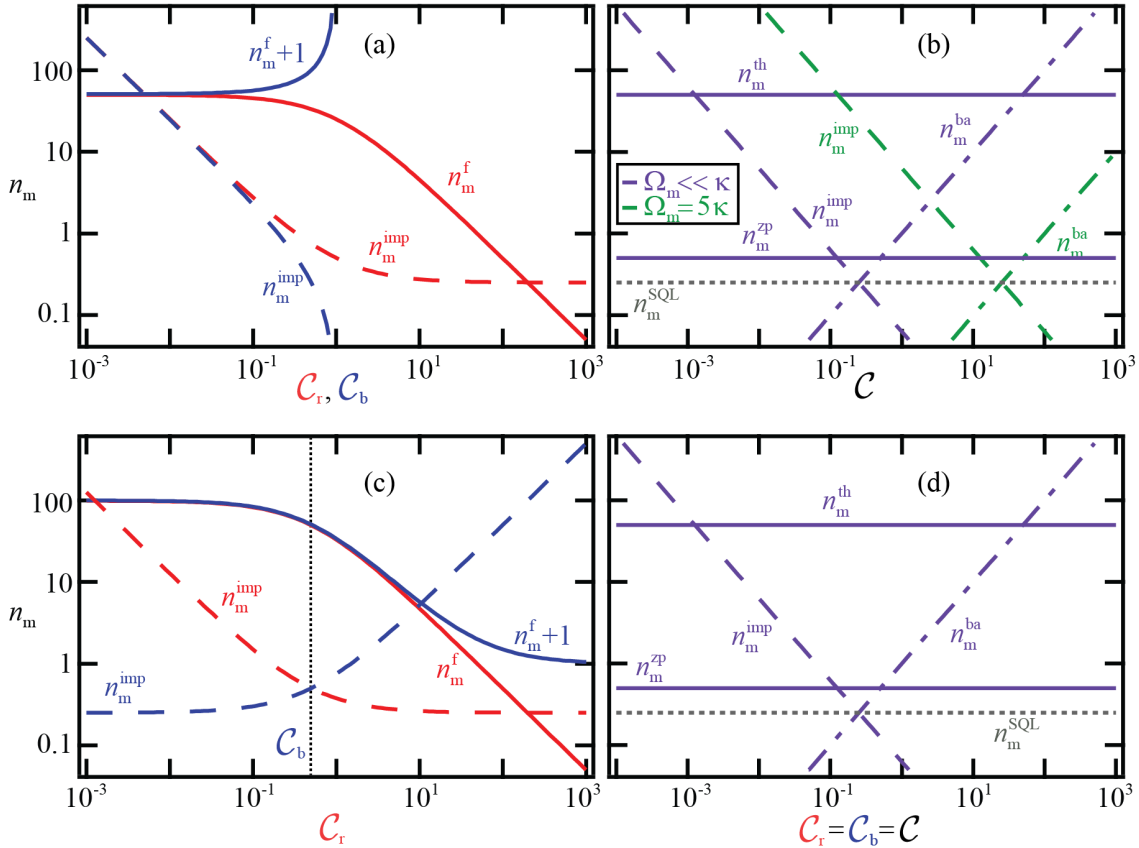 (a)
n_m^f+1
n_m^f
n_m^imp
n_m^imp
n_m
100
10
1
0.1
10^-3
10^-1
10^1
10^3
C_r, C_b
(b)
n_m^th
n_m^imp
n_m^ba
Ω_m << κ
Ω_m = 5κ
n_m^imp
n_m^zp
n_m^ba
n_m^SQL
10^-3
10^-1
10^1
10^3
C
(c)
n_m^imp
n_m^imp
n_m^f+1
n_m^f
C_b
n_m
100
10
1
0.1
10^-3
10^-1
10^1
10^3
C_r
(d)
n_m^th
n_m^imp
n_m^ba
n_m^zp
n_m^SQL
10^-3
10^-1
10^1
10^3
C_r = C_b = C